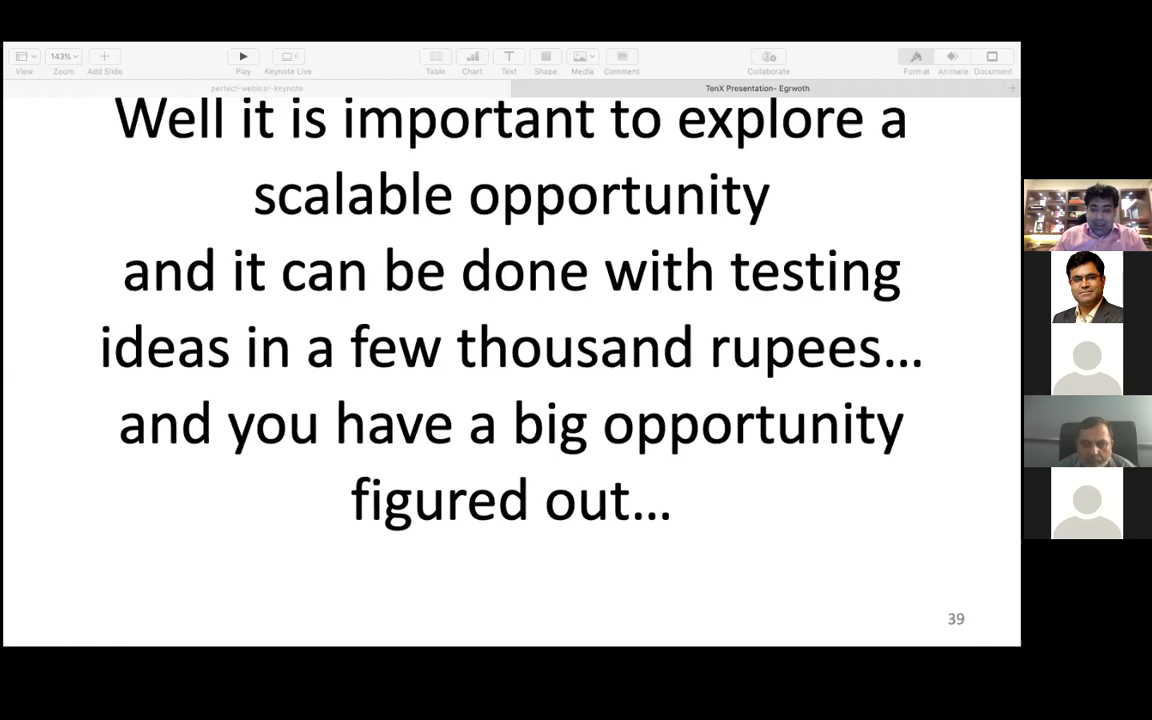 143%
View
Zoom
Add Slide
Play
Keynote Live
Table
Chart
Text
Shape
Media
Comment
Collaborate
Format
Animate
Document
perfect-webinar-keynote
TenX Presentation- Egrwoth
Well it is important to explore a
scalable opportunity
and it can be done with testing
ideas in a few thousand rupees...
and you have a big opportunity
figured out...
39